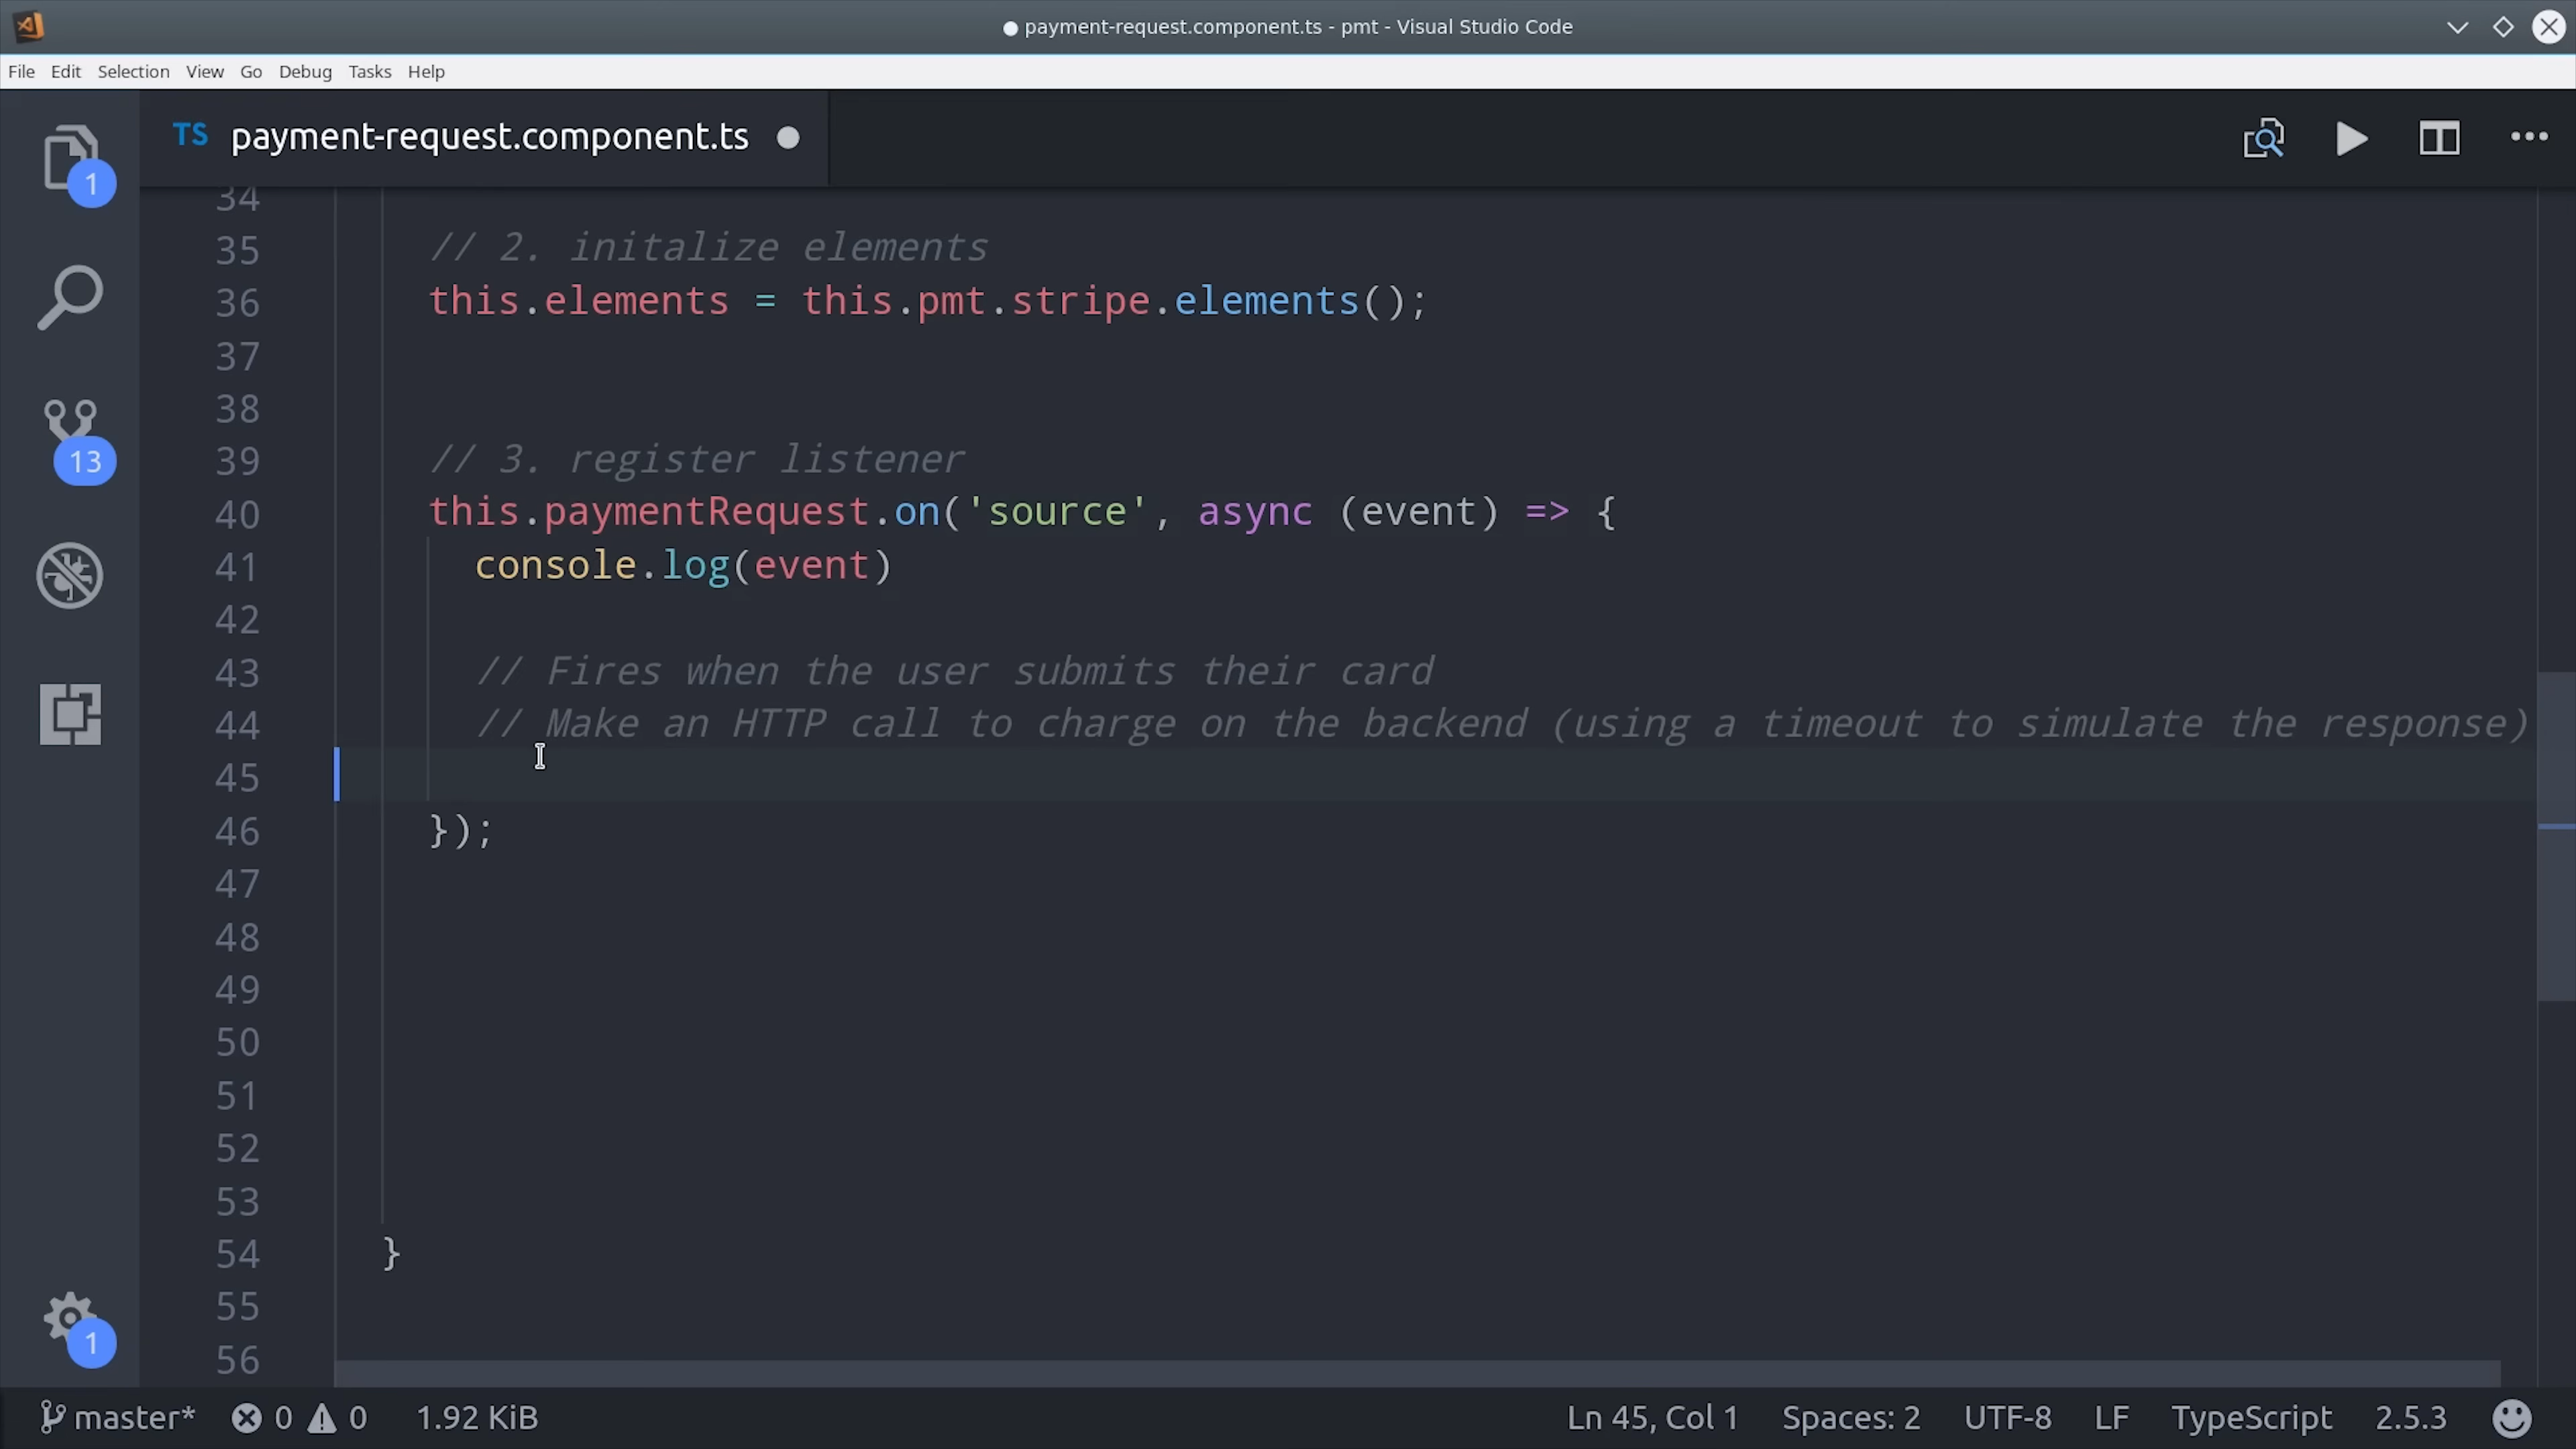 payment-request.component.ts - pmt - Visual Studio Code
File Edit Selection View Go Debug Tasks Help
TS payment-request.component.ts
1
13
1
34
35 // 2. initalize elements
36 this.elements = this.pmt.stripe.elements();
37
38
39 // 3. register listener
40 this.paymentRequest.on('source', async (event) => {
41 console.log(event)
42
43 // Fires when the user submits their card
44 // Make an HTTP call to charge on the backend (using a timeout to simulate the response)
45
46 });
47
48
49
50
51
52
53
54 }
55
56
master* 0 0 1.92 KiB Ln 45, Col 1 Spaces: 2 UTF-8 LF TypeScript 2.5.3